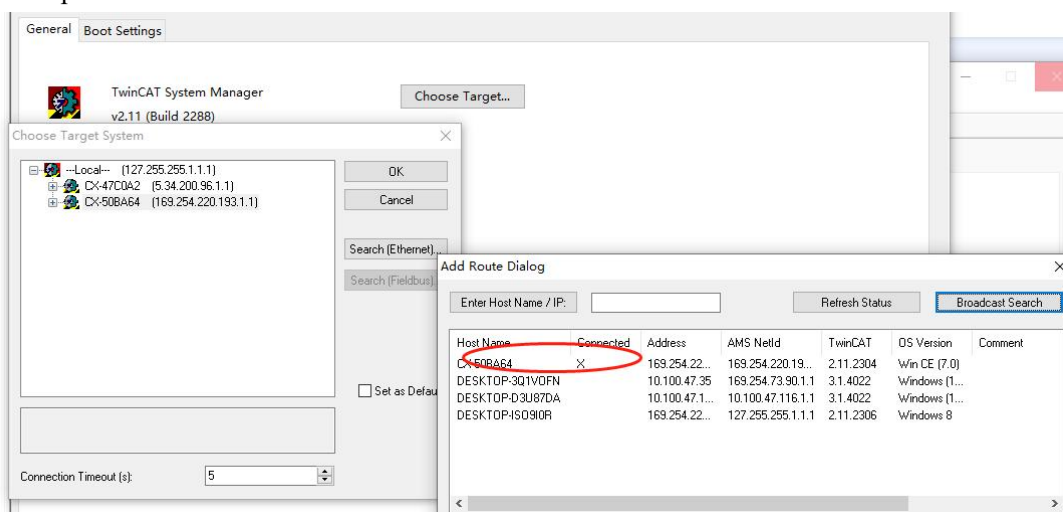 General Boot Settings
TwinCAT System Manager
v2.11 (Build 2288)
Choose Target...
Choose Target System
---Local--- (127.255.255.1.1.1)
CX-47C0A2 (5.34.200.96.1.1)
CX-50BA64 (169.254.220.193.1.1)
OK
Cancel
Search (Ethernet)...
Search (Fieldbus)
Set as Defau
Connection Timeout (s): 5
Add Route Dialog
Enter Host Name / IP: Refresh Status Broadcast Search
Host Name Connected Address AMS NetId TwinCAT OS Version Comment
CX-50BA64 X 169.254.22... 169.254.220.19... 2.11.2304 Win CE (7.0)
DESKTOP-3Q1VOFN 10.100.47.35 169.254.73.90.1.1 3.1.4022 Windows (1...
DESKTOP-D3U87DA 10.100.47.1... 10.100.47.116.1.1 3.1.4022 Windows (1...
DESKTOP-ISO9I0R 169.254.22... 127.255.255.1.1.1 2.11.2306 Windows 8